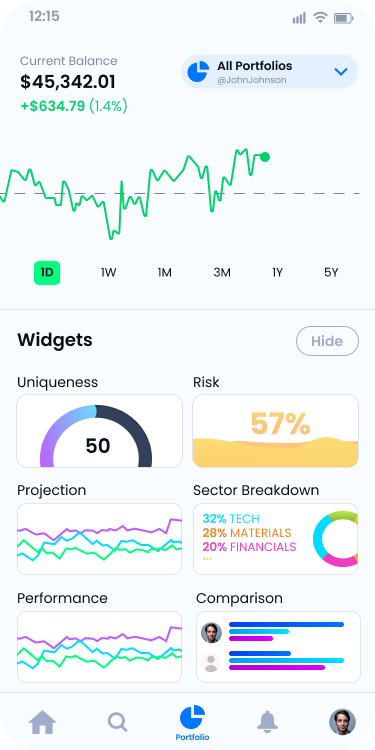 12:15
Current Balance
$45,342.01
+$634.79 (1.4%)
All Portfolios
@JohnJohnson
1D 1W 1M 3M 1Y 5Y
Widgets
Hide
Uniqueness
Risk
50
57%
Projection
Sector Breakdown
32% TECH
28% MATERIALS
20% FINANCIALS
...
Performance
Comparison
Portfolio